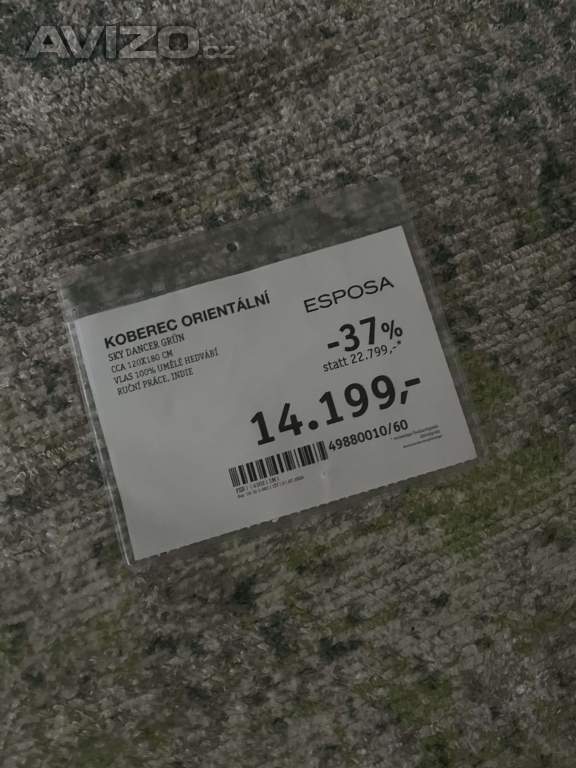 AVIZO.cz
KOBEREC ORIENTÁLNÍ
SKY DANCER GRÜN
CCA 120X180 CM
VLAS 100% UMĚLÉ HEDVÁBÍ
RUČNÍ PRÁCE, INDIE
ESPOSA
-37%
statt 22.799,-*
14.199,-
49880010/60